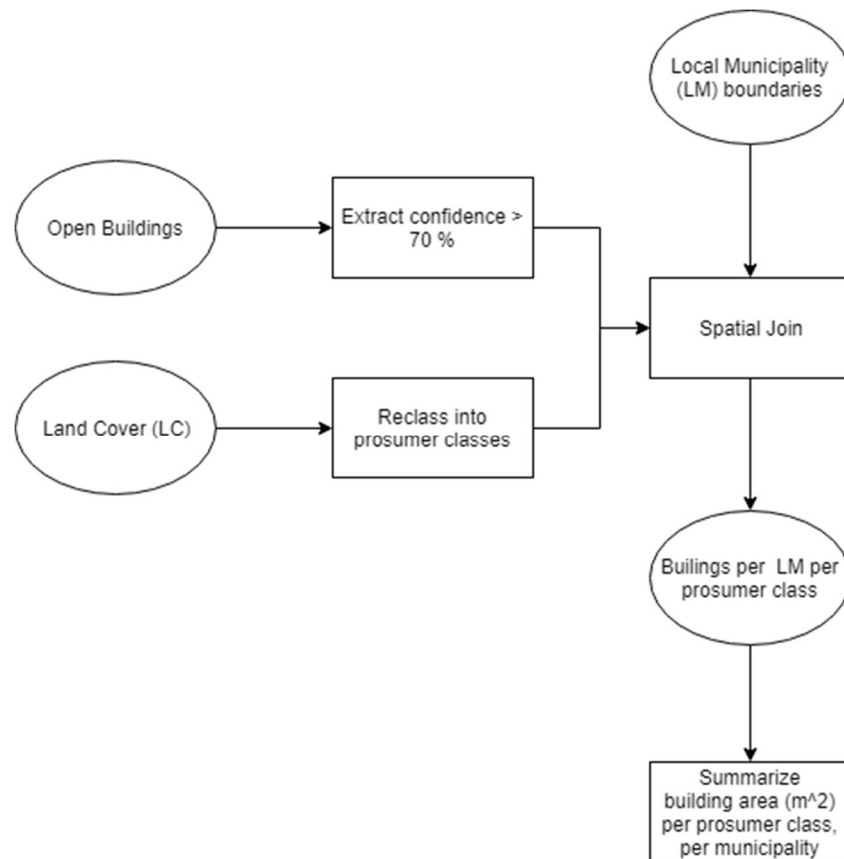 Local Municipality
(LM) boundaries
Open Buildings
Extract confidence >
70 %
Spatial Join
Land Cover (LC)
Reclass into
prosumer classes
Builings per  LM per
prosumer class
Summarize
building area (m^2)
per prosumer class,
per municipality